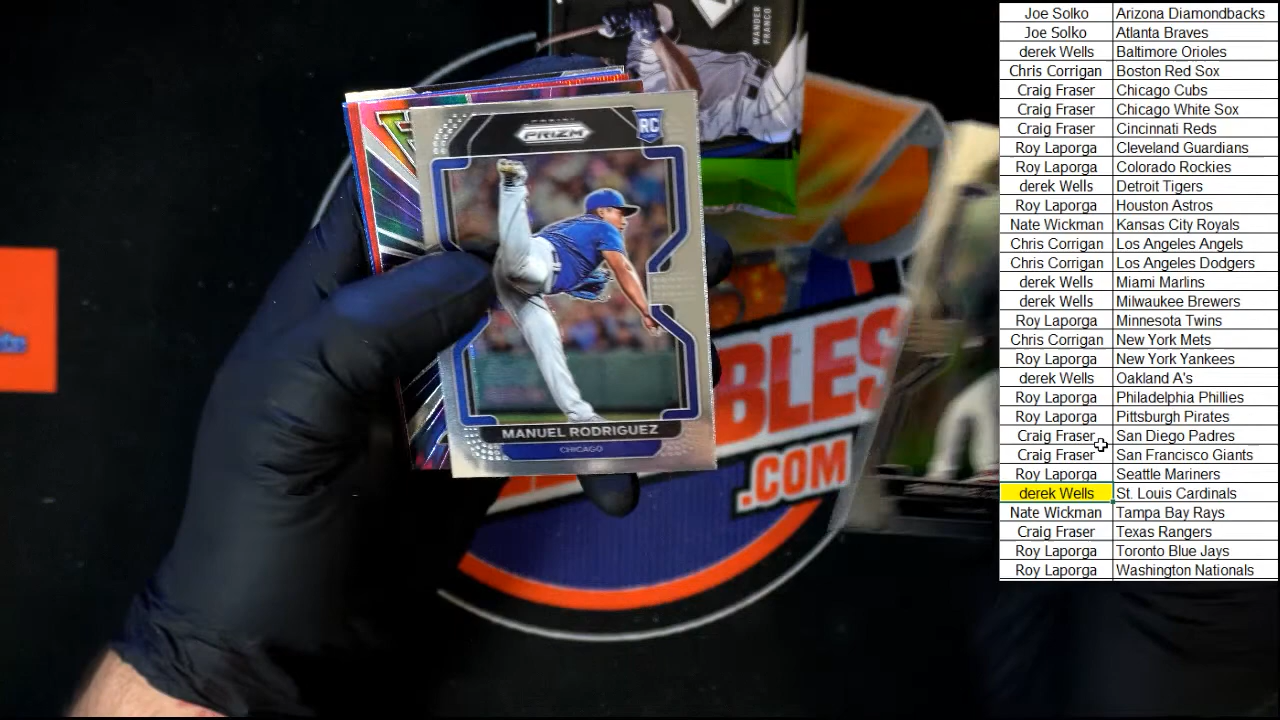 WANDER
FRANCO
PANINI
PRIZM
RC
MANUEL RODRIGUEZ
CHICAGO
BLES
.COM
Joe Solko Arizona Diamondbacks
Joe Solko Atlanta Braves
derek Wells Baltimore Orioles
Chris Corrigan Boston Red Sox
Craig Fraser Chicago Cubs
Craig Fraser Chicago White Sox
Craig Fraser Cincinnati Reds
Roy Laporga Cleveland Guardians
Roy Laporga Colorado Rockies
derek Wells Detroit Tigers
Roy Laporga Houston Astros
Nate Wickman Kansas City Royals
Chris Corrigan Los Angeles Angels
Chris Corrigan Los Angeles Dodgers
derek Wells Miami Marlins
derek Wells Milwaukee Brewers
Roy Laporga Minnesota Twins
Chris Corrigan New York Mets
Roy Laporga New York Yankees
derek Wells Oakland A's
Roy Laporga Philadelphia Phillies
Roy Laporga Pittsburgh Pirates
Craig Fraser San Diego Padres
Craig Fraser San Francisco Giants
Roy Laporga Seattle Mariners
derek Wells St. Louis Cardinals
Nate Wickman Tampa Bay Rays
Craig Fraser Texas Rangers
Roy Laporga Toronto Blue Jays
Roy Laporga Washington Nationals